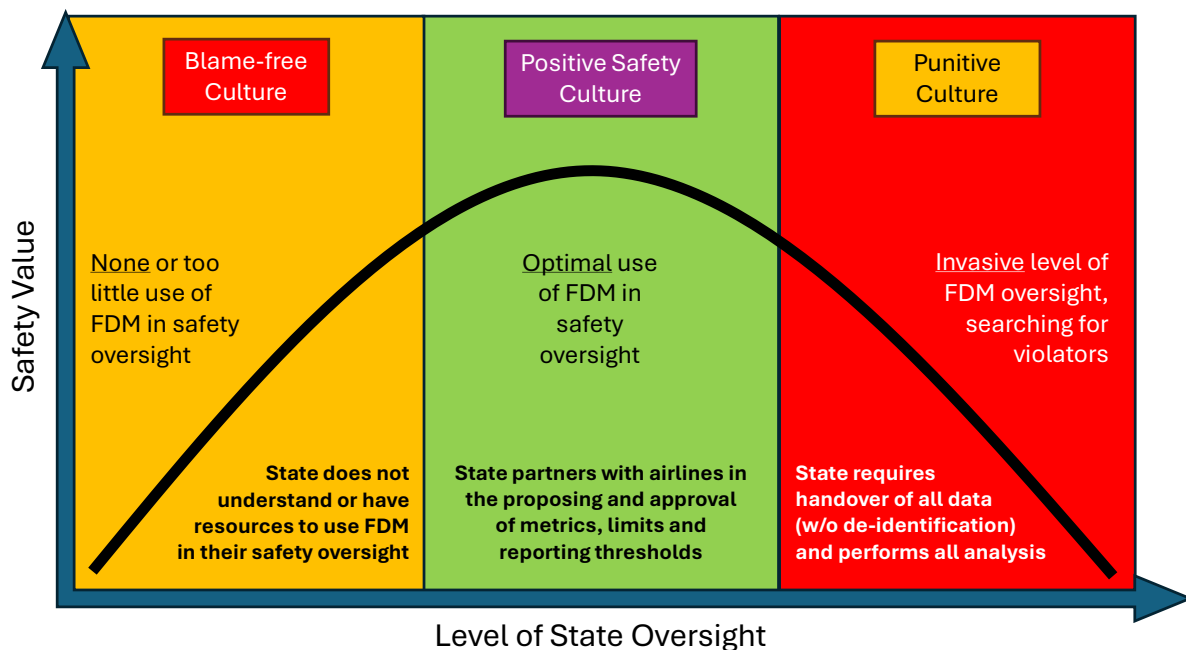 Blame-free
Culture
Positive Safety
Culture
Punitive
Culture
Safety Value
None or too
little use of
FDM in safety
oversight
Optimal use
of FDM in
safety
oversight
Invasive level of
FDM oversight,
searching for
violators
State does not
understand or have
resources to use FDM
in their safety oversight
State partners with airlines in
the proposing and approval
of metrics, limits and
reporting thresholds
State requires
handover of all data
(w/o de-identification)
and performs all analysis
Level of State Oversight